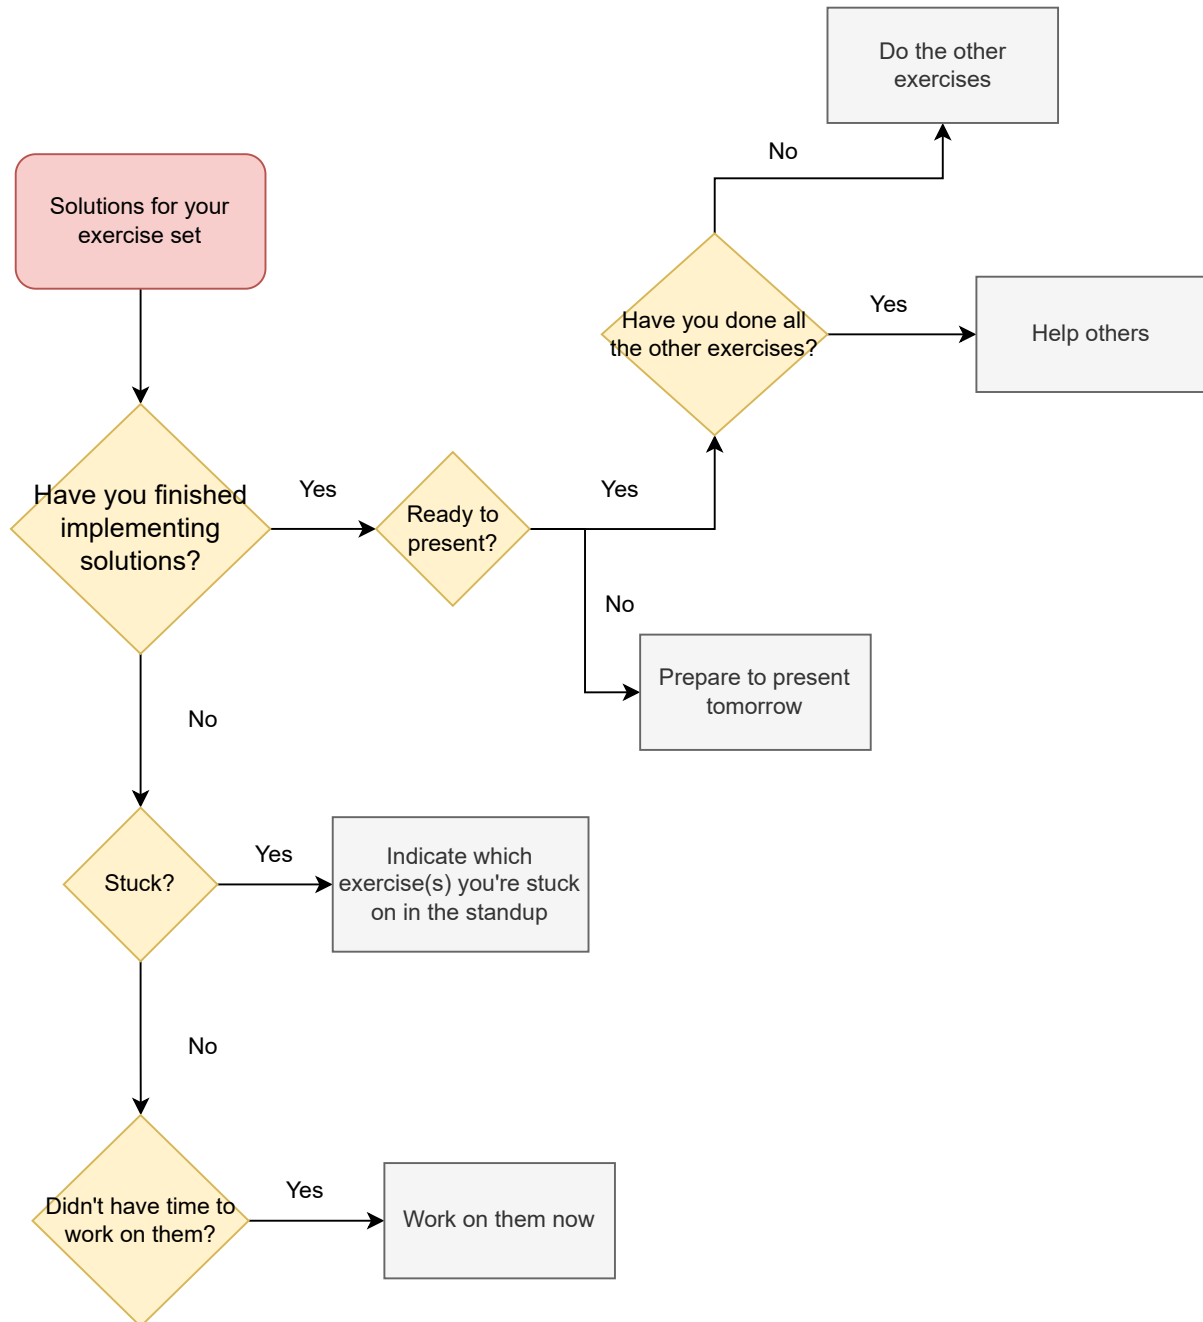 Do the other
exercises
No
Solutions for your
exercise set
Have you done all
the other exercises?
Yes
Help others
Have you finished
implementing
solutions?
Yes
Ready to
present?
Yes
No
Prepare to present
tomorrow
No
Stuck?
Yes
Indicate which
exercise(s) you're stuck
on in the standup
No
Didn't have time to
work on them?
Yes
Work on them now